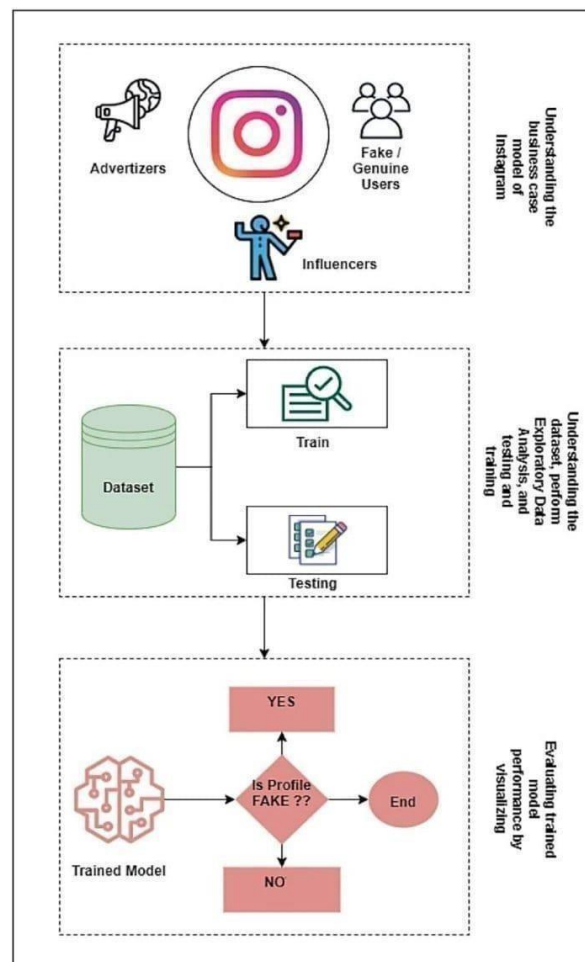 Advertizers
Fake /
Genuine
Users
Influencers
Understanding the
business case
model of
Instagram
Dataset
Train
Testing
Understanding the
dataset, perform
Exploratory Data
Analysis, and
testing and
training
YES
Is Profile
FAKE ??
End
Trained Model
NO
Evaluating trained
model
performance by
visualizing